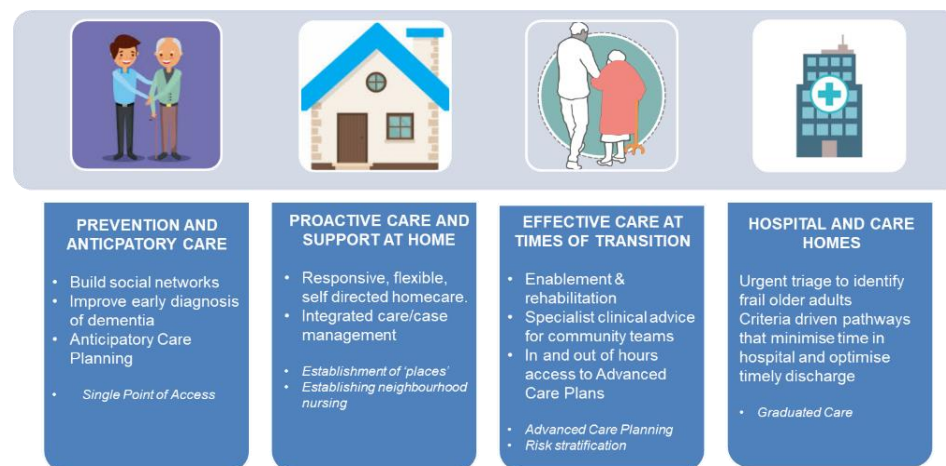 PREVENTION AND
ANTICPATORY CARE
• Build social networks
• Improve early diagnosis
of dementia
• Anticipatory Care
Planning
• Single Point of Access
PROACTIVE CARE AND
SUPPORT AT HOME
• Responsive, flexible,
self directed homecare.
• Integrated care/case
management
• Establishment of 'places'
• Establishing neighbourhood
nursing
EFFECTIVE CARE AT
TIMES OF TRANSITION
• Enablement &
rehabilitation
• Specialist clinical advice
for community teams
• In and out of hours
access to Advanced
Care Plans
• Advanced Care Planning
• Risk stratification
HOSPITAL AND CARE
HOMES
Urgent triage to identify
frail older adults
Criteria driven pathways
that minimise time in
hospital and optimise
timely discharge
• Graduated Care